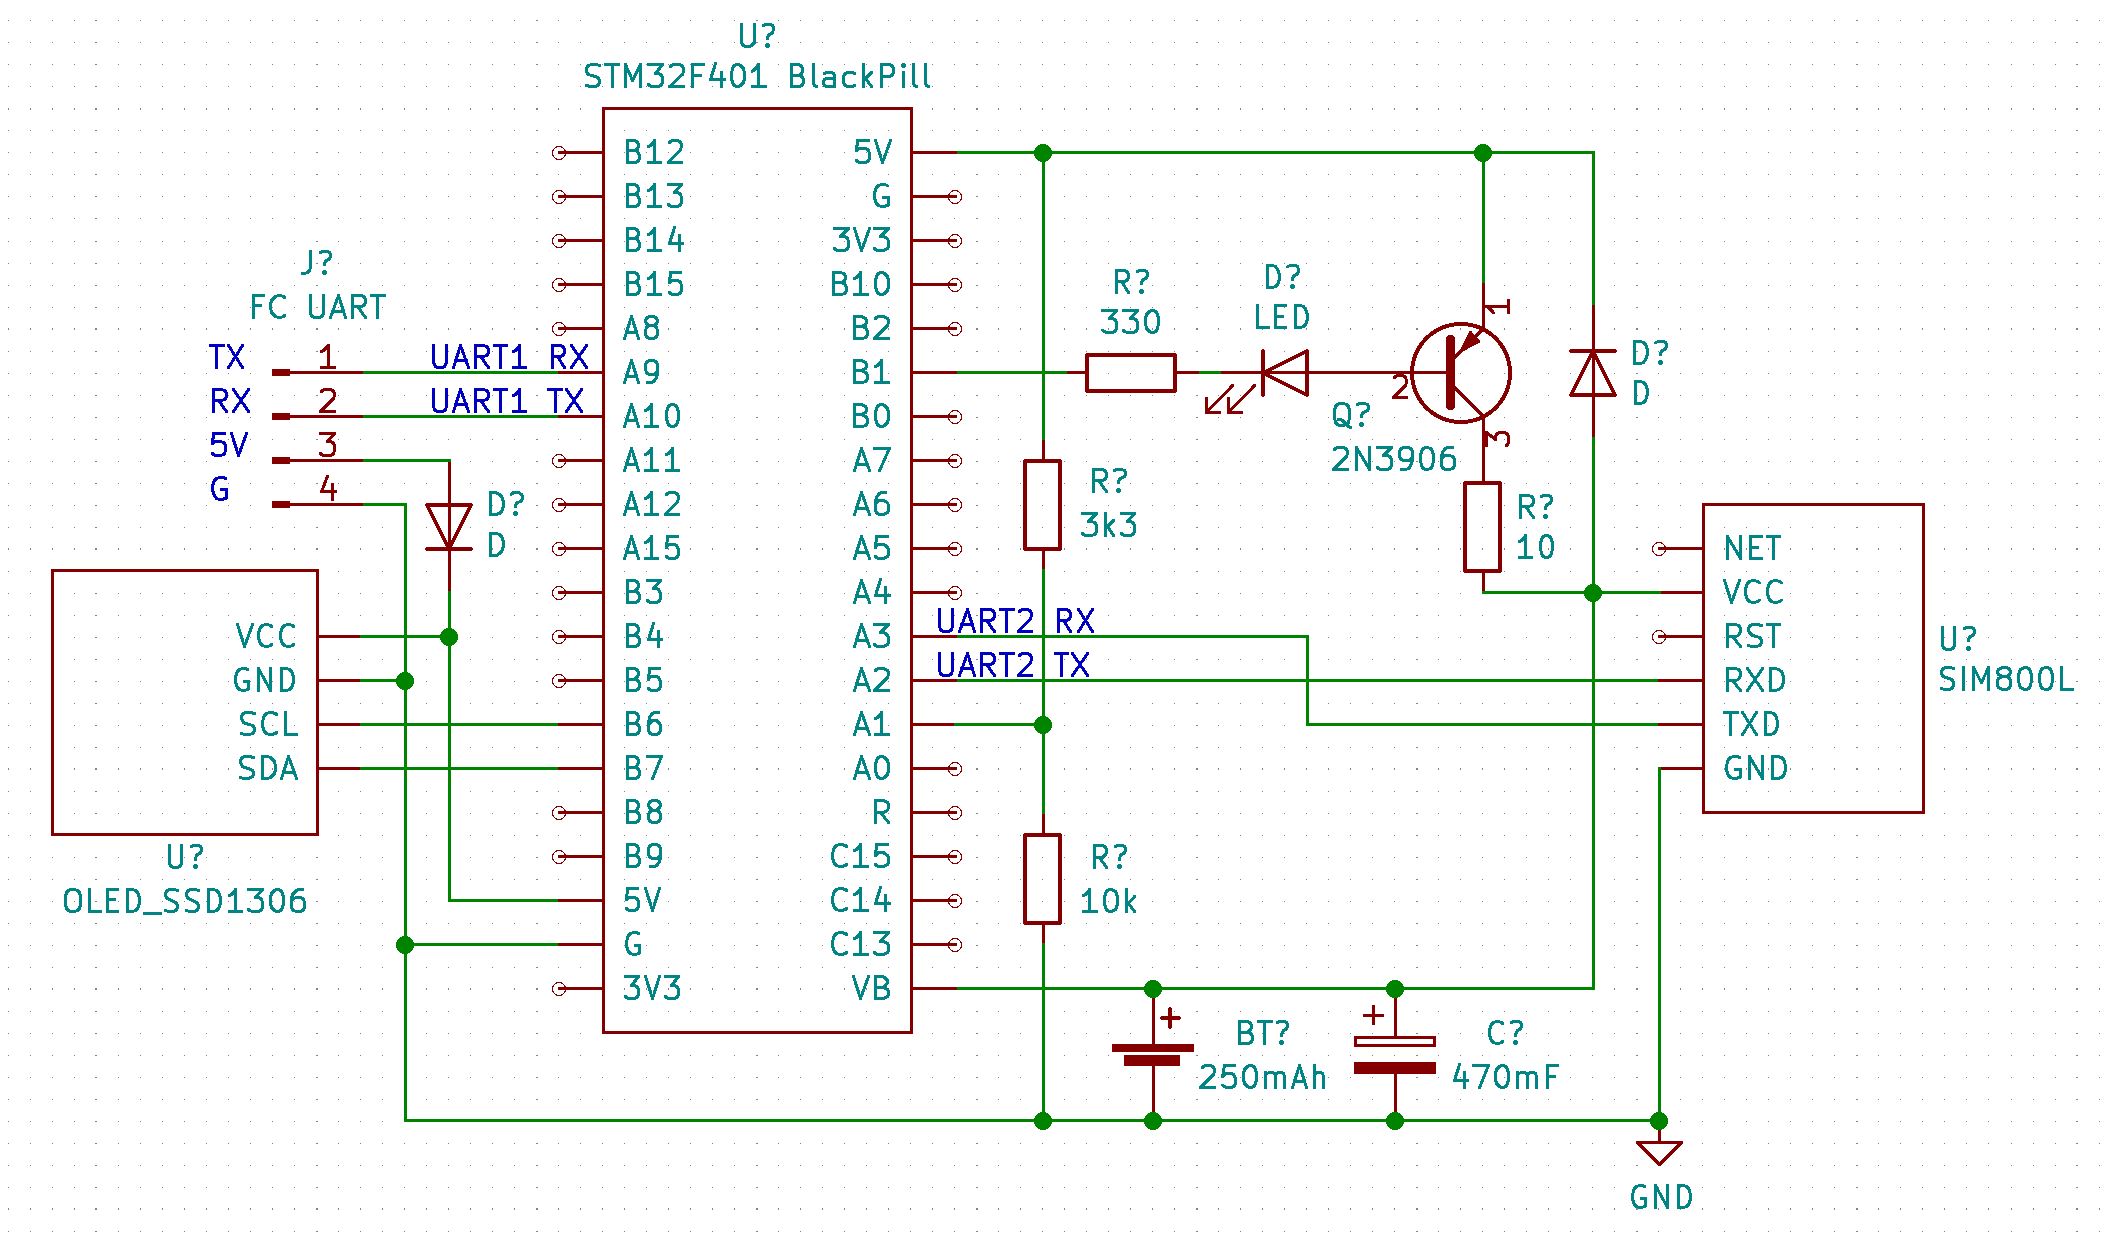 U?
STM32F401 BlackPill
B12
B13
B14
B15
A8
A9
A10
A11
A12
A15
B3
B4
B5
B6
B7
B8
B9
5V
G
3V3
5V
G
3V3
B10
B2
B1
B0
A7
A6
A5
A4
A3
A2
A1
A0
R
C15
C14
C13
VB
J?
FC UART
TX 1 UART1 RX
RX 2 UART1 TX
5V 3
G 4
D?
D
VCC
GND
SCL
SDA
U?
OLED_SSD1306
R?
330
D?
LED
1
2
3
Q?
2N3906
D?
D
R?
3k3
R?
10
UART2 RX
UART2 TX
NET
VCC
RST
RXD
TXD
GND
U?
SIM800L
R?
10k
+
BT?
250mAh
+
C?
470mF
GND